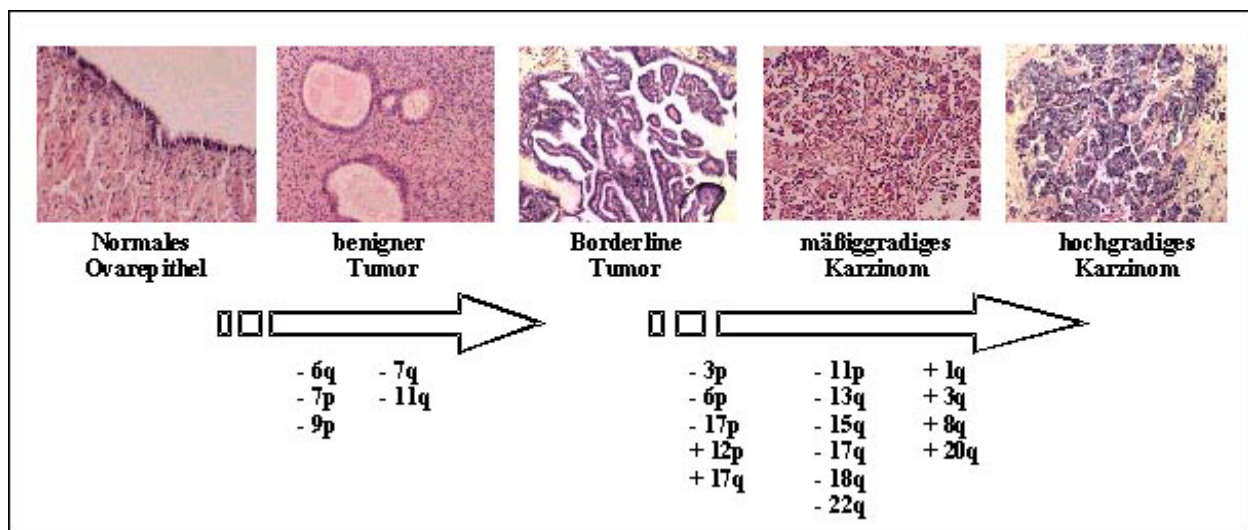 Normales
Ovarepithel
benigner
Tumor
Borderline
Tumor
mäßiggradiges
Karzinom
hochgradiges
Karzinom
- 6q - 7q
- 7p - 11q
- 9p
- 3p - 11p + 1q
- 6p - 13q + 3q
- 17p - 15q + 8q
+ 12p - 17q + 20q
+ 17q - 18q
- 22q